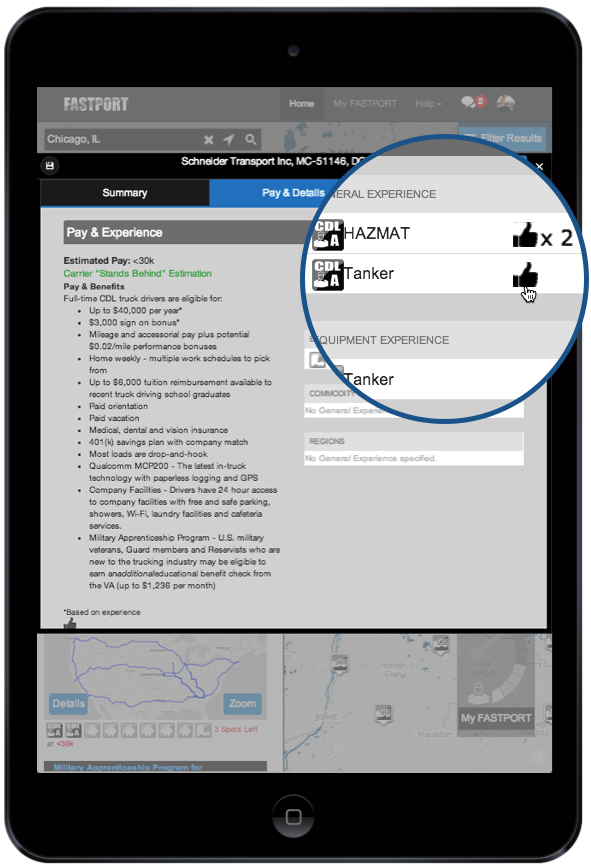 FASTPORT
Home My FASTPORT Help 2
Chicago, IL
Filter Results
Schneider Transport Inc, MC-51146, DO
Summary
Pay & Details
Pay & Experience
Estimated Pay: <30k
Carrier "Stands Behind" Estimation
Pay & Benefits
Full-time CDL truck drivers are eligible for:
• Up to $40,000 per year*
• $3,000 sign on bonus*
• Mileage and accessorial pay plus potential
$0.02/mile performance bonuses
• Home weekly - multiple work schedules to pick
from
• Up to $6,000 tuition reimbursement available to
recent truck driving school graduates
• Paid orientation
• Paid vacation
• Medical, dental and vision insurance
• 401(k) savings plan with company match
• Most loads are drop-and-hook
• Qualcomm MCP200 - The latest in-truck
technology with paperless logging and GPS
• Company Facilities - Drivers have 24 hour access
to company facilities with free and safe parking,
showers, Wi-Fi, laundry facilities and cafeteria
services.
• Military Apprenticeship Program - U.S. military
veterans, Guard members and Reservists who are
new to the trucking industry may be eligible to
earn anadditionaleducational benefit check from
the VA (up to $1,236 per month)
*Based on experience
NERAL EXPERIENCE
CDL A HAZMAT x 2
CDL A Tanker
EQUIPMENT EXPERIENCE
Tanker
COMMODITY
No General Experien
REGIONS
No General Experience specified.
Details
Zoom
CDL A CDL A 3 Spots Left
at <30k
Military Apprenticeship Program for
Homer
Glen
Joliet
Frankfort
My FASTPORT